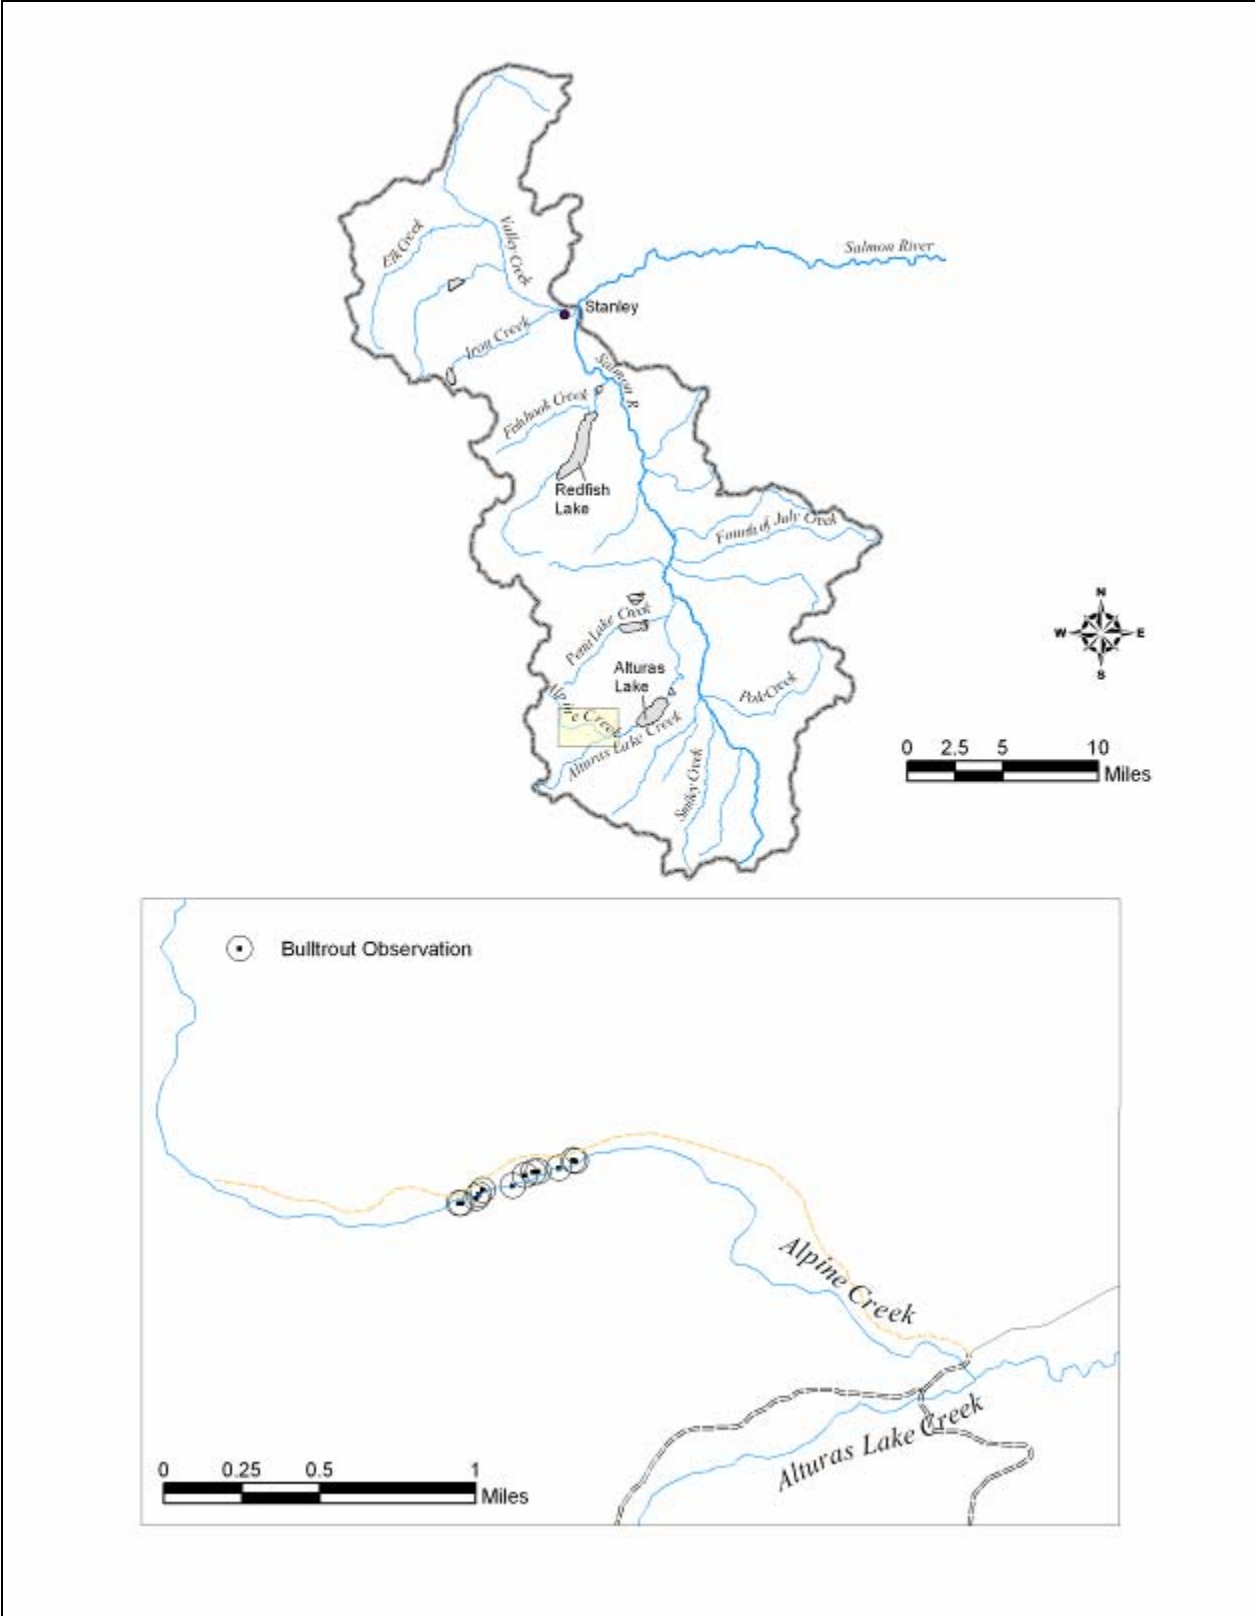 Elk Creek
Valley Creek
Salmon River
Stanley
Iron Creek
Salmon R
Fishhook Creek
Redfish
Lake
Fourth of July Creek
N
W E
S
Pettit Lake Creek
Alturas
Lake
Pole Creek
Alpine Creek
Alturas Lake Creek
Smiley Creek
0 2.5 5 10
Miles
Bulltrout Observation
Alpine Creek
Alturas Lake Creek
0 0.25 0.5 1
Miles